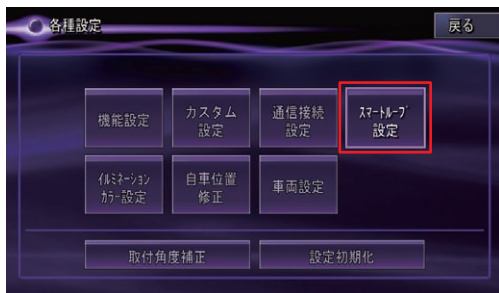 各種設定
戻る
機能設定
カスタム
設定
通信接続
設定
スマートループ
設定
イルミネーション
カラー設定
自車位置
修正
車両設定
取付角度補正
設定初期化